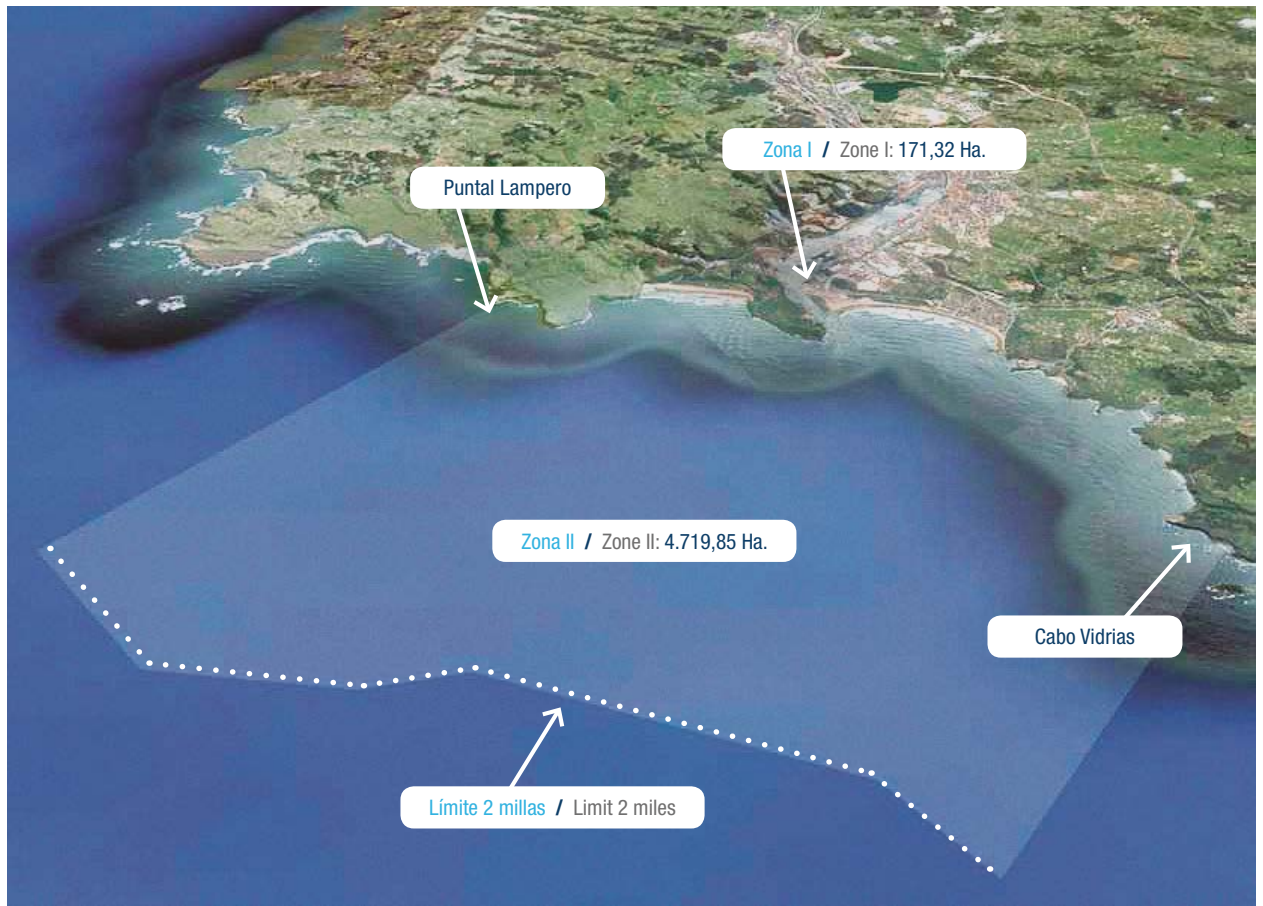 Zona I / Zone I: 171,32 Ha.
Puntal Lampero
Zona II / Zone II: 4.719,85 Ha.
Cabo Vidrias
Límite 2 millas / Limit 2 miles